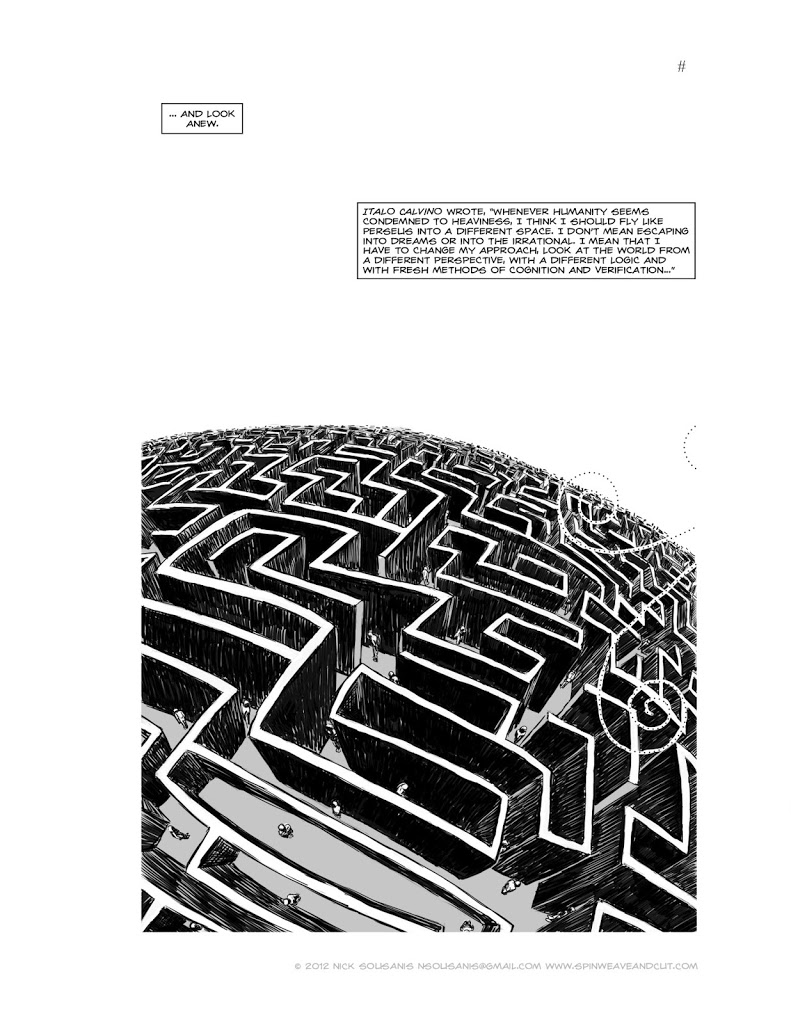 #
... AND LOOK
ANEW.
ITALO CALVINO WROTE, "WHENEVER HUMANITY SEEMS
CONDEMNED TO HEAVINESS, I THINK I SHOULD FLY LIKE
PERSEUS INTO A DIFFERENT SPACE. I DON'T MEAN ESCAPING
INTO DREAMS OR INTO THE IRRATIONAL. I MEAN THAT I
HAVE TO CHANGE MY APPROACH, LOOK AT THE WORLD FROM
A DIFFERENT PERSPECTIVE, WITH A DIFFERENT LOGIC AND
WITH FRESH METHODS OF COGNITION AND VERIFICATION..."
© 2012 NICK SOUSANIS NSOUSANIS@GMAIL.COM WWW.SPINWEAVEANDCUT.COM